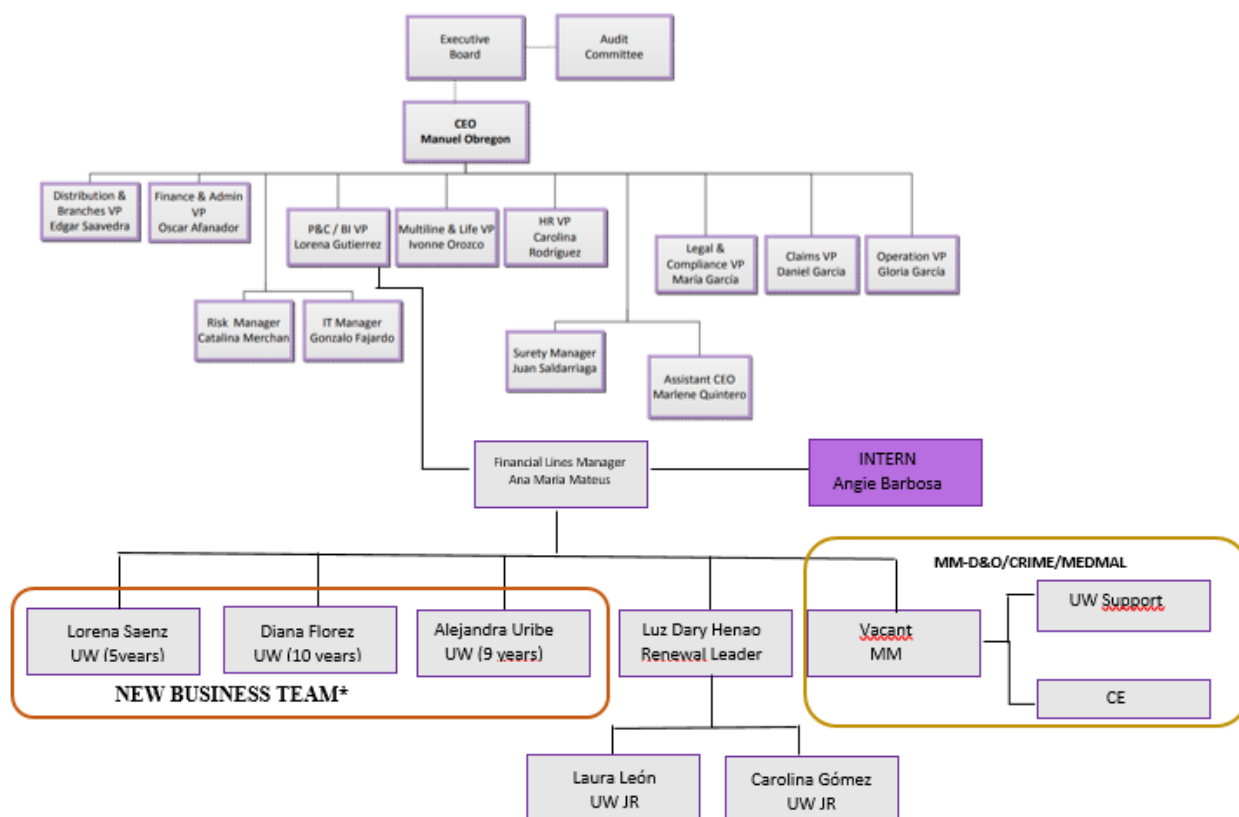 Executive
Board
Audit
Committee
CEO
Manuel Obregon
Distribution &
Branches VP
Edgar Saavedra
Finance & Admin
VP
Oscar Afanador
P&C / BI VP
Lorena Gutierrez
Multiline & Life VP
Ivonne Orozco
HR VP
Carolina
Rodríguez
Legal &
Compliance VP
María García
Claims VP
Daniel Garcia
Operation VP
Gloria García
Risk Manager
Catalina Merchan
IT Manager
Gonzalo Fajardo
Surety Manager
Juan Saldarriaga
Assistant CEO
Marlene Quintero
Financial Lines Manager
Ana Maria Mateus
INTERN
Angie Barbosa
MM-D&O/CRIME/MEDMAL
Lorena Saenz
UW (5years)
Diana Florez
UW (10 years)
Alejandra Uribe
UW (9 years)
Luz Dary Henao
Renewal Leader
Vacant
MM
UW Support
CE
NEW BUSINESS TEAM*
Laura León
UW JR
Carolina Gómez
UW JR